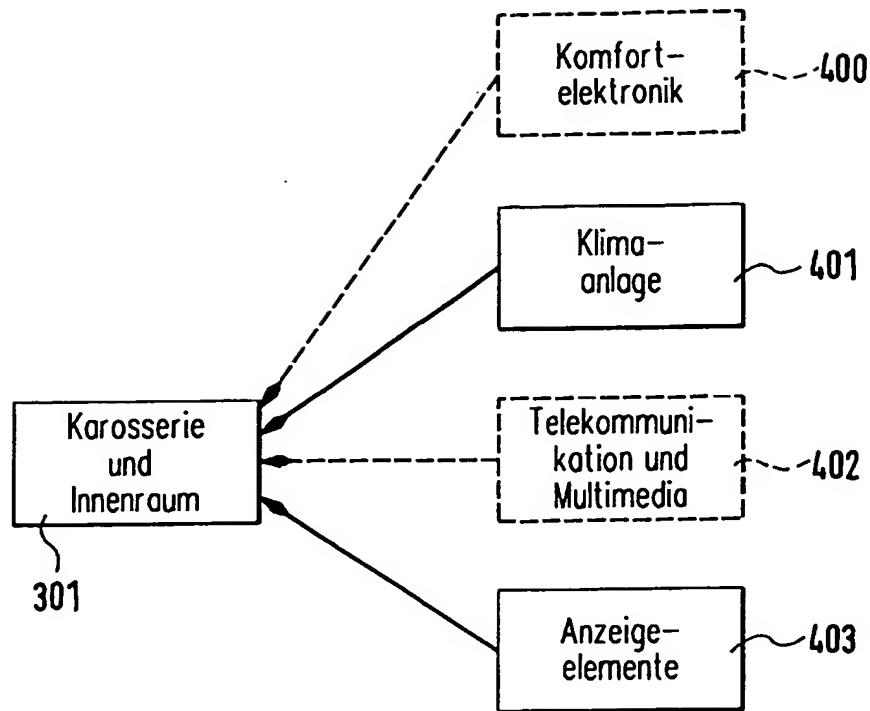 Komfort-
elektronik
400
Klima-
anlage
401
Karosserie
und
Innenraum
301
Telekommuni-
kation und
Multimedia
402
Anzeige-
elemente
403